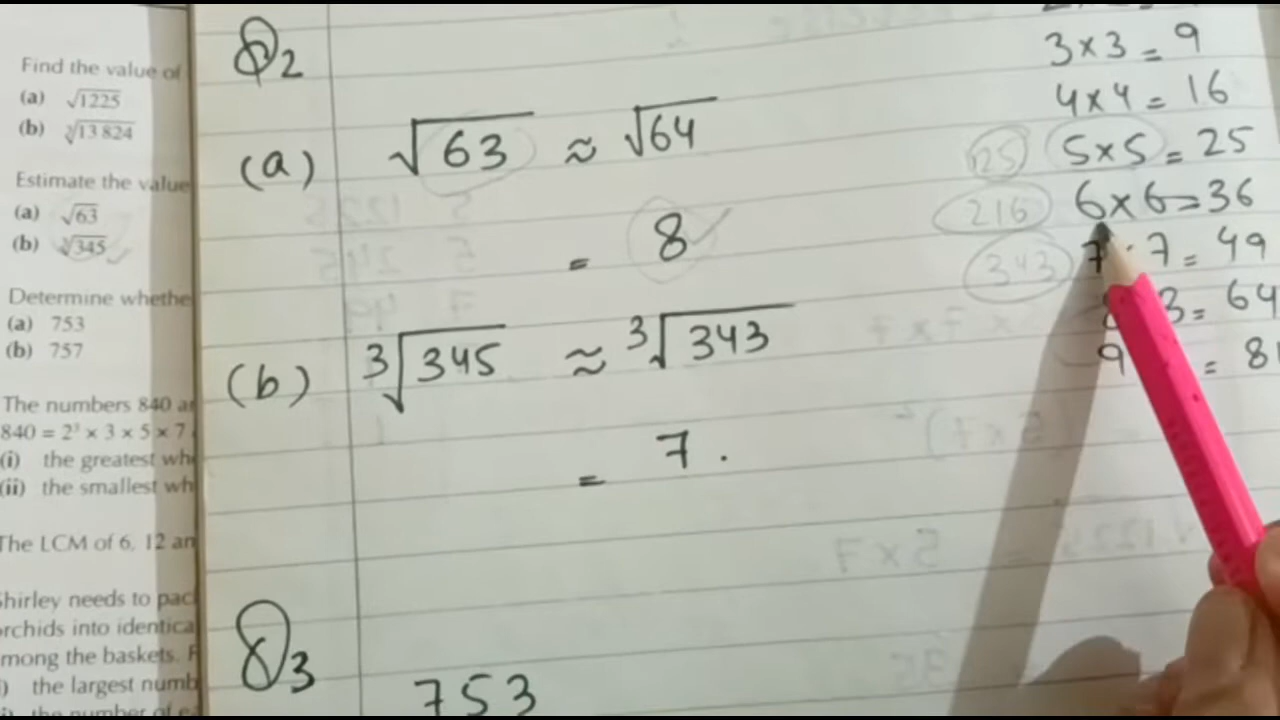 Find the value of
(a) √1225
(b) ∛13 824
Estimate the value
(a) √63
(b) ∛345
Determine whethe
(a) 753
(b) 757
The numbers 840 a
840 = 2³ × 3 × 5 × 7
(i) the greatest wh
(ii) the smallest wh
The LCM of 6, 12 an
Shirley needs to pac
orchids into identica
mong the baskets.
i) the largest numb
Q2
(a) √63 ≈ √64
= 8
(b) ∛345 ≈ ∛343
= 7.
Q3
753
3×3 = 9
4×4 = 16
5×5 = 25
216 6×6=36
343 7 7 = 49
= 64
9 = 81